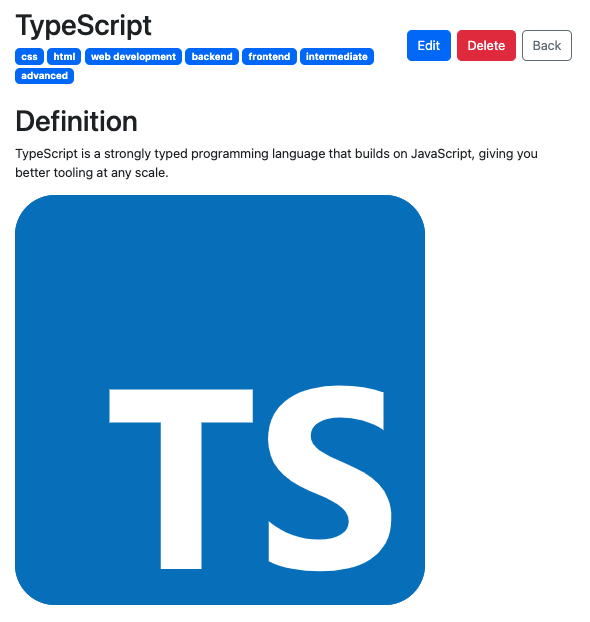 TypeScript
Edit Delete Back
css html web development backend frontend intermediate
advanced
Definition
TypeScript is a strongly typed programming language that builds on JavaScript, giving you
better tooling at any scale.
TS